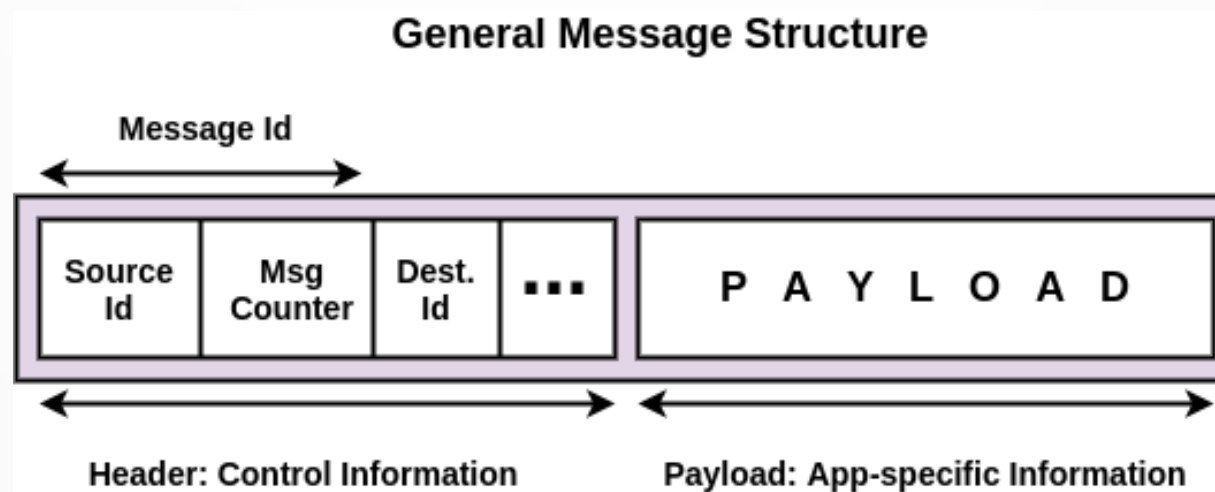 General Message Structure
Message Id
Source
Id
Msg
Counter
Dest.
Id
...
P A Y L O A D
Header: Control Information
Payload: App-specific Information